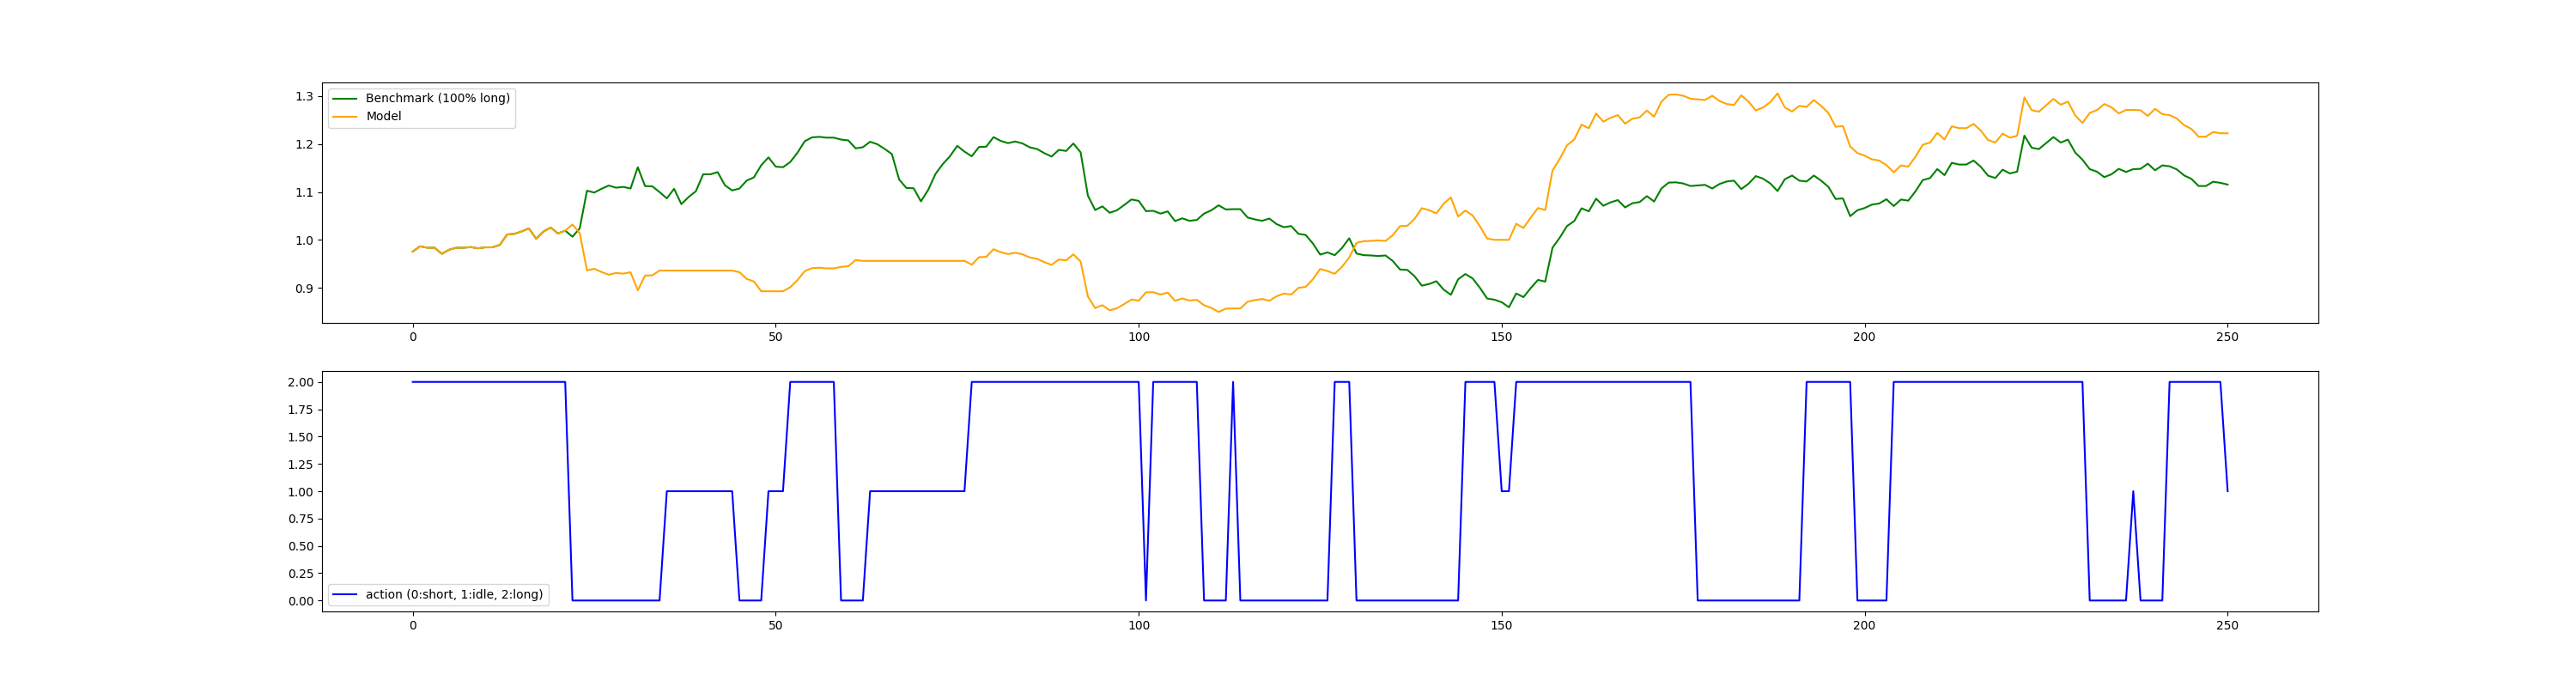 1.3
1.2
1.1
1.0
0.9
Benchmark (100% long)
Model
0 50 100 150 200 250
2.00
1.75
1.50
1.25
1.00
0.75
0.50
0.25
0.00
action (0:short, 1:idle, 2:long)
0 50 100 150 200 250